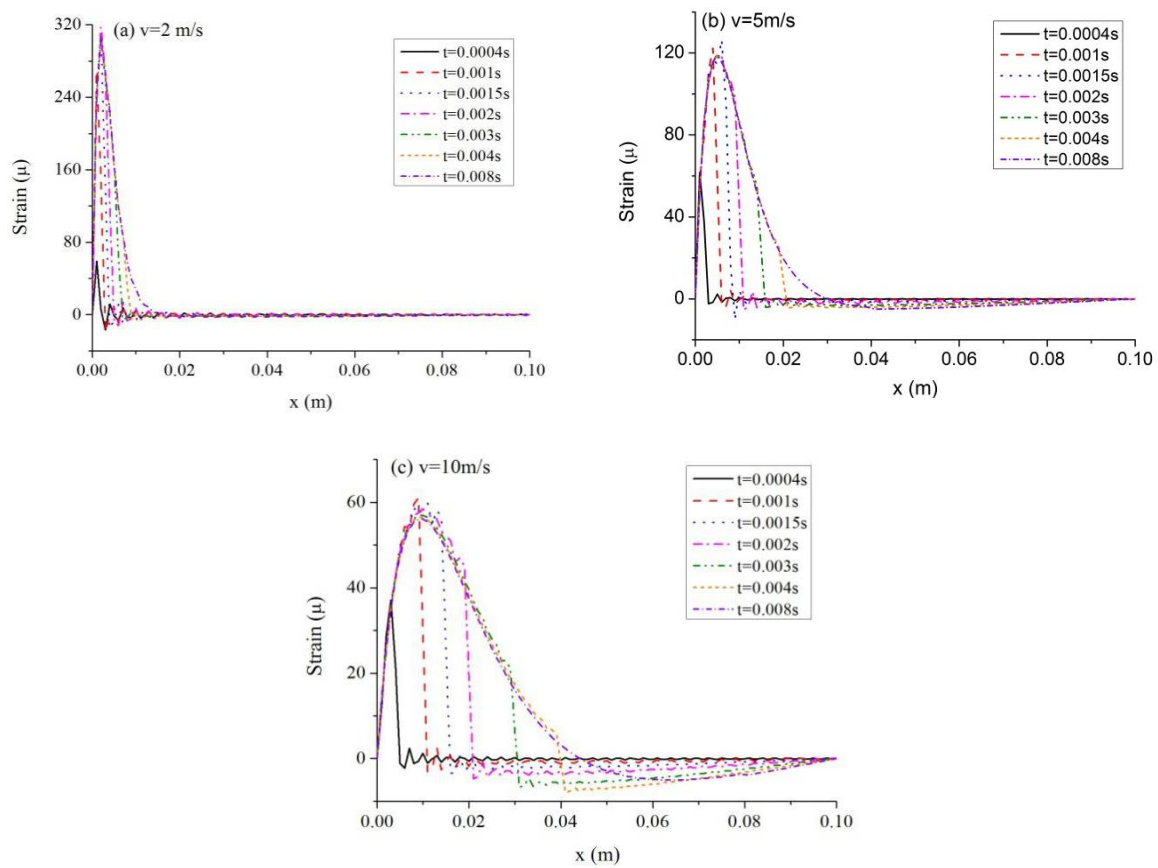 (a) v=2 m/s
t=0.0004s
t=0.001s
t=0.0015s
t=0.002s
t=0.003s
t=0.004s
t=0.008s
Strain (μ)
320
240
160
80
0
0.00 0.02 0.04 0.06 0.08 0.10
x (m)
(b) v=5m/s
t=0.0004s
t=0.001s
t=0.0015s
t=0.002s
t=0.003s
t=0.004s
t=0.008s
Strain (μ)
120
80
40
0
0.00 0.02 0.04 0.06 0.08 0.10
x (m)
(c) v=10m/s
t=0.0004s
t=0.001s
t=0.0015s
t=0.002s
t=0.003s
t=0.004s
t=0.008s
Strain (μ)
60
40
20
0
0.00 0.02 0.04 0.06 0.08 0.10
x (m)